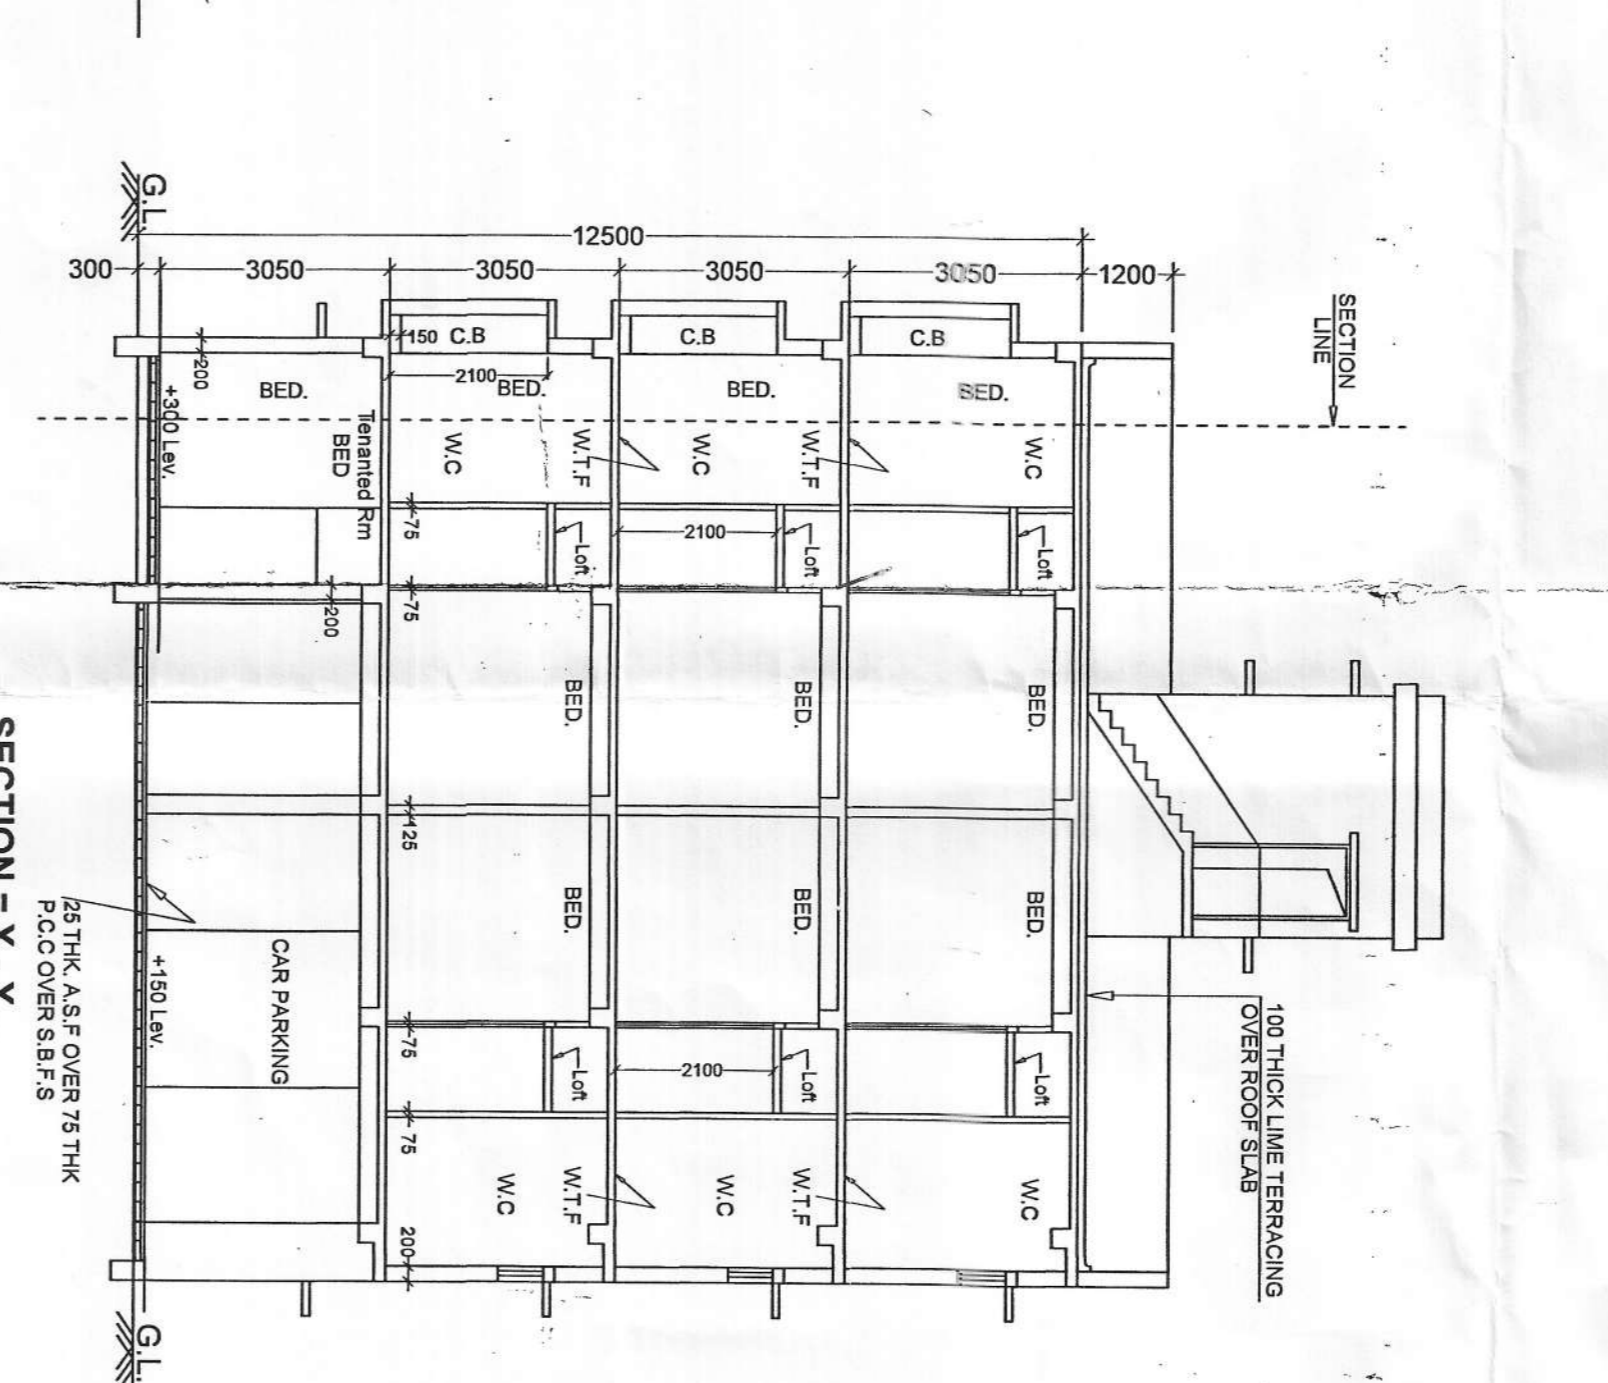 G.L.
12500
300
3050
3050
3050
3050
1200
SECTION
LINE
150
C.B
C.B
C.B
200
2100
BED.
BED.
BED.
BED.
+300 Lev.
Tenanted Rm
BED
W.C
W.T.F
W.C
W.T.F
W.C
75
Loft
2100
Loft
Loft
200
75
BED.
BED.
BED.
125
BED.
BED.
BED.
CAR PARKING
+150 Lev.
25 THK. A.S.F OVER 75 THK
P.C.C OVER S.B.F.S
75
Loft
2100
Loft
Loft
75
W.C
W.T.F
W.C
W.T.F
W.C
200
100 THICK LIME TERRACING
OVER ROOF SLAB
G.L.
SECTION - X - X